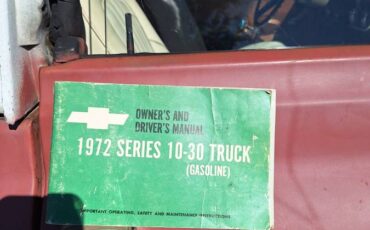 OWNER'S AND
DRIVER'S MANUAL
1972 SERIES 10-30 TRUCK
(GASOLINE)
IMPORTANT OPERATING, SAFETY AND MAINTENANCE INSTRUCTIONS